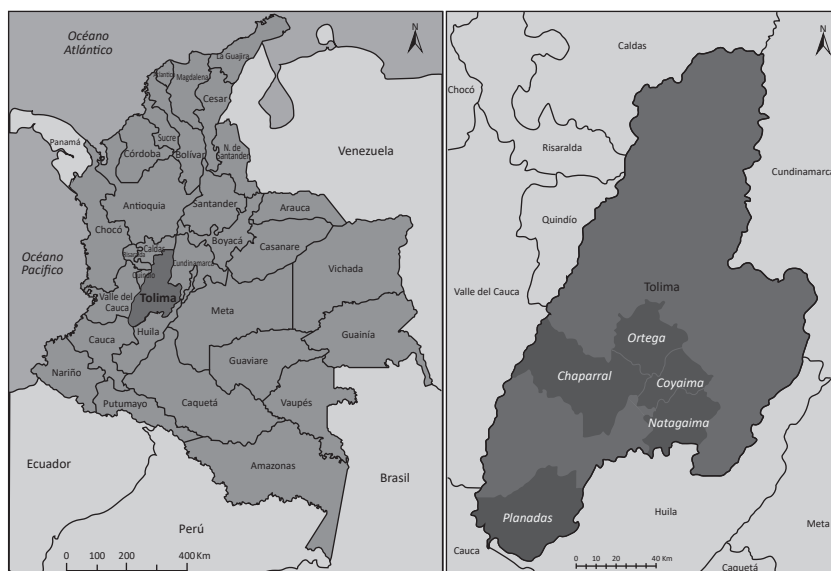 Océano
Atlántico
N
La Guajira
Atlántico
Magdalena
Cesar
Panamá
Sucre
Córdoba
Bolívar
N. de
Santander
Venezuela
Antioquia
Santander
Arauca
Chocó
Boyacá
Casanare
Océano
Pacífico
Caldas
Risaralda
Cundinamarca
Quindío
Vichada
Valle del
Cauca
Tolima
Meta
Cauca
Huila
Guainía
Nariño
Guaviare
Putumayo
Caquetá
Vaupés
Ecuador
Amazonas
Brasil
Perú
0 100 200 400 Km
N
Caldas
Chocó
Risaralda
Cundinamarca
Quindío
Valle del Cauca
Tolima
Ortega
Chaparral
Coyaima
Natagaima
Planadas
Huila
Meta
Cauca
0 10 20 40 Km
Caquetá